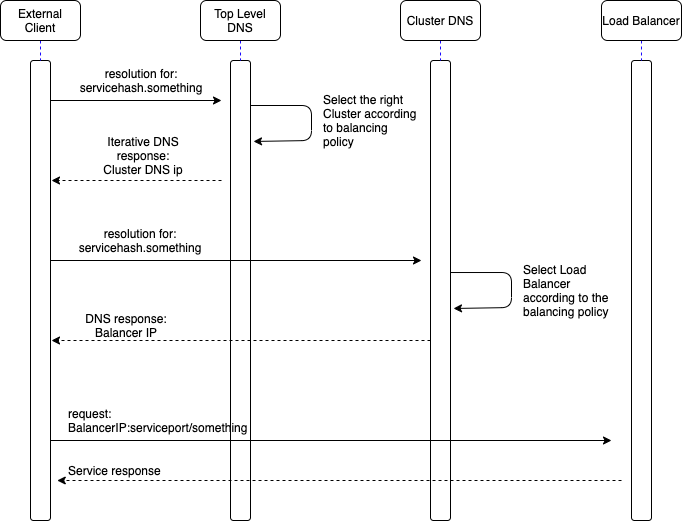 External
Client
Top Level
DNS
Cluster DNS
Load Balancer
resolution for:
servicehash.something
Select the right
Cluster according
to balancing
policy
Iterative DNS
response:
Cluster DNS ip
resolution for:
servicehash.something
Select Load
Balancer
according to the
balancing policy
DNS response:
Balancer IP
request:
BalancerIP:serviceport/something
Service response